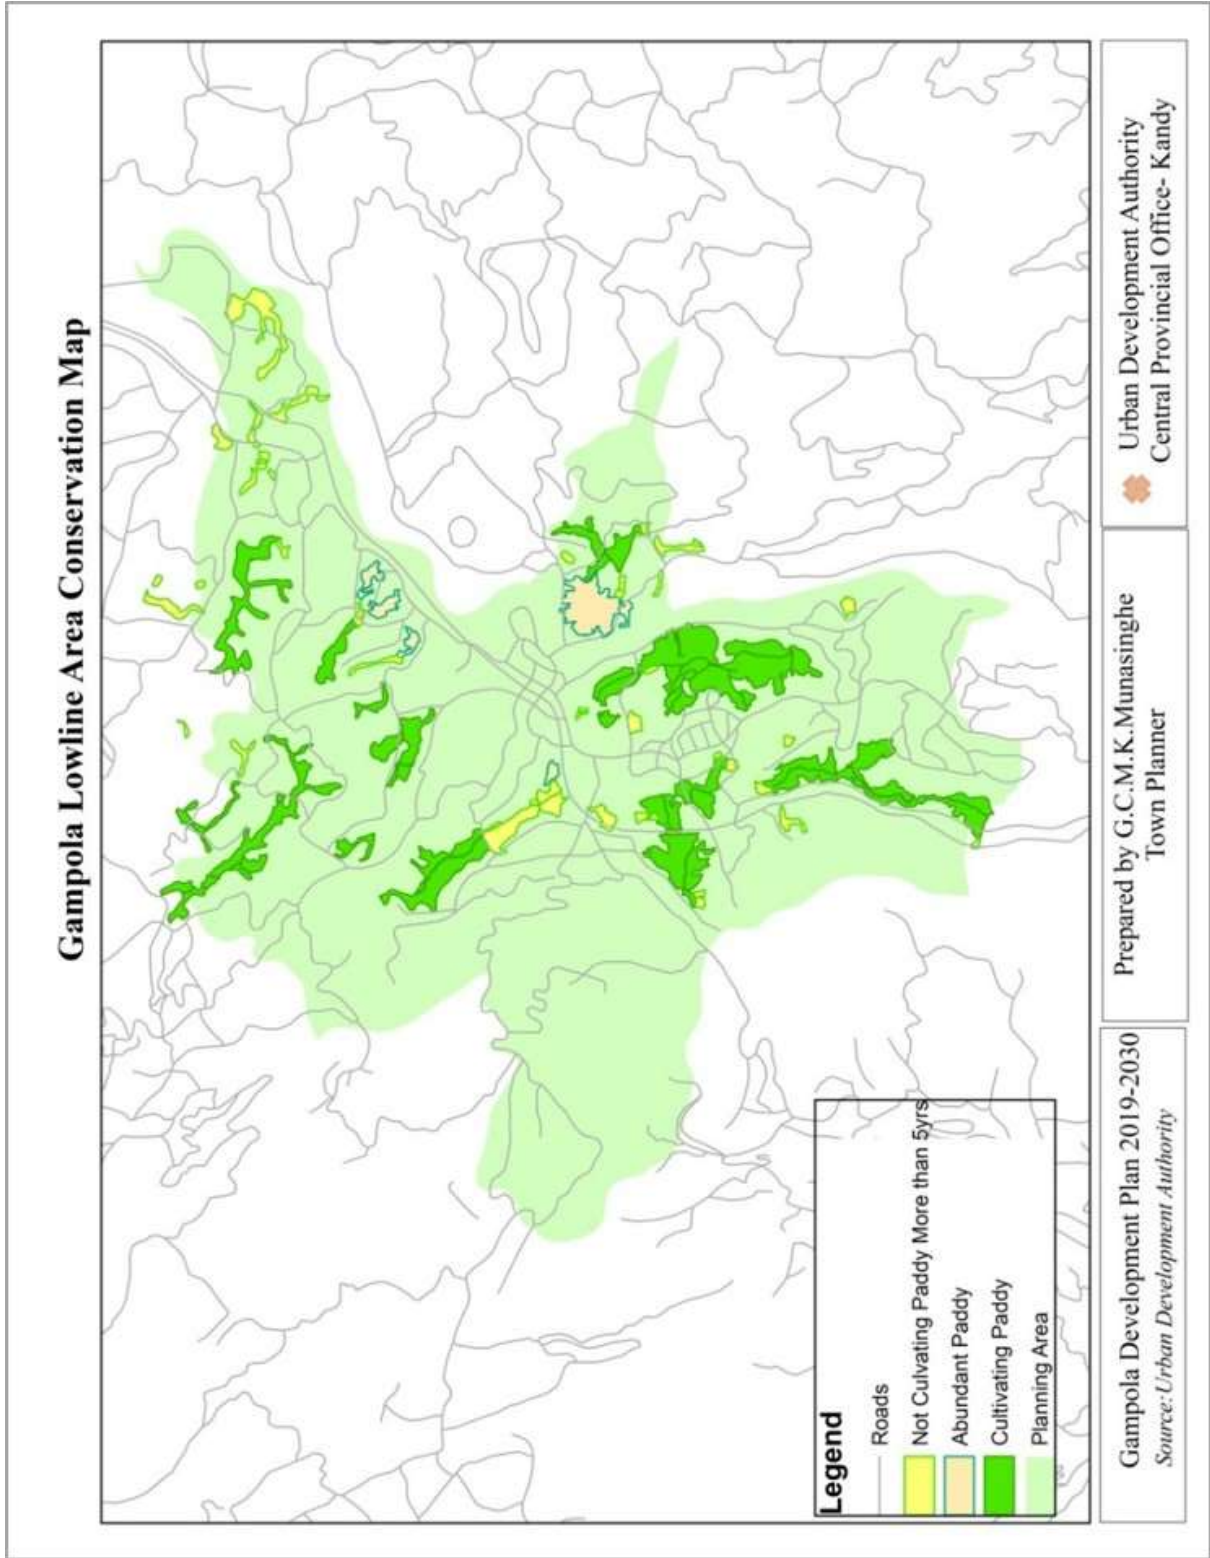 Gampola Lowline Area Conservation Map
Legend
Roads
Not Culvating Paddy More than 5yrs
Abundant Paddy
Cultivating Paddy
Planning Area
Gampola Development Plan 2019-2030
Source:Urban Development Authority
Prepared by G.C.M.K.Munasinghe
Town Planner
Urban Development Authority
Central Provincial Office- Kandy